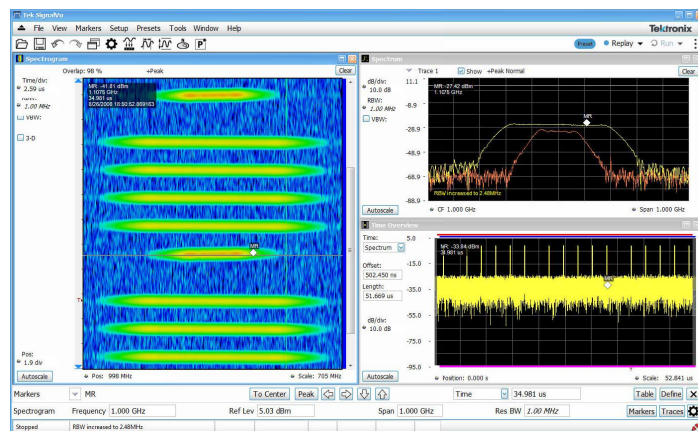 Tek SignalVu
File View Markers Setup Presets Tools Window Help
Tektronix
Preset Replay Run
Spectrogram
Time/div:
2.59 us
RBW:
1.00 MHz
VBW:
3-D
Pos:
1.9 div
Autoscale
Overlap: 98 % +Peak Clear
MR: -41.81 dBm
1.1075 GHz
34.981 us
MR
Pos: 998 MHz Scale: 705 MHz
Spectrum
Trace 1 Show +Peak Normal Clear
dB/div:
10.0 dB
RBW:
1.00 MHz
VBW:
Autoscale
11.1
-8.9
-28.9
-48.9
-68.9
-88.9
MR: -27.42 dBm
1.1075 GHz
MR
RBW increased to 2.48MHz
CF 1.000 GHz Span 1.000 GHz
Time Overview
Time:
Spectrum
Offset:
502.450 ns
Length:
51.669 us
dB/div:
10.0 dB
Autoscale
5.0
-15.0
-35.0
-55.0
-75.0
-95.0
MR: -33.84 dBm
34.981 us
Position: 0.000 s Scale: 52.841 us
Markers MR To Center Peak Time 34.981 us Table Define
Spectrogram Frequency 1.000 GHz Ref Lev 5.03 dBm Span 1.000 GHz Res BW 1.00 MHz Markers Traces
Stopped RBW increased to 2.48MHz